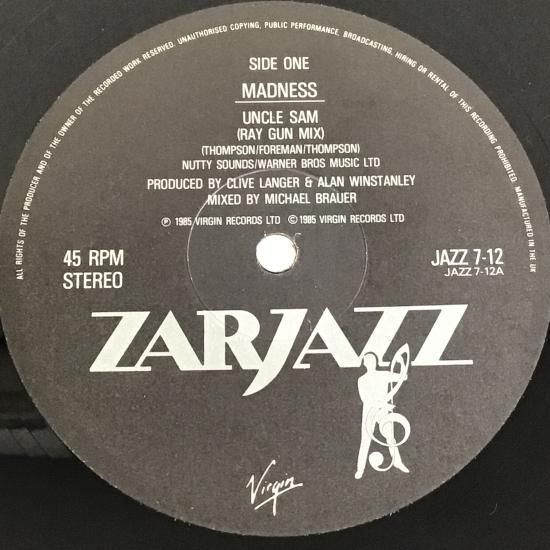 ALL RIGHTS OF THE PRODUCER AND OF THE OWNER OF THE RECORDED WORK RESERVED. UNAUTHORISED COPYING, PUBLIC PERFORMANCE, BROADCASTING, HIRING OR RENTAL OF THIS RECORDING PROHIBITED. MANUFACTURED IN THE UK
SIDE ONE
MADNESS
UNCLE SAM
(RAY GUN MIX)
(THOMPSON/FOREMAN/THOMPSON)
NUTTY SOUNDS/WARNER BROS MUSIC LTD
PRODUCED BY CLIVE LANGER & ALAN WINSTANLEY
MIXED BY MICHAEL BRAUER
℗ 1985 VIRGIN RECORDS LTD © 1985 VIRGIN RECORDS LTD
45 RPM JAZZ 7-12
STEREO JAZZ 7-12A
ZARJAZZ
Virgin